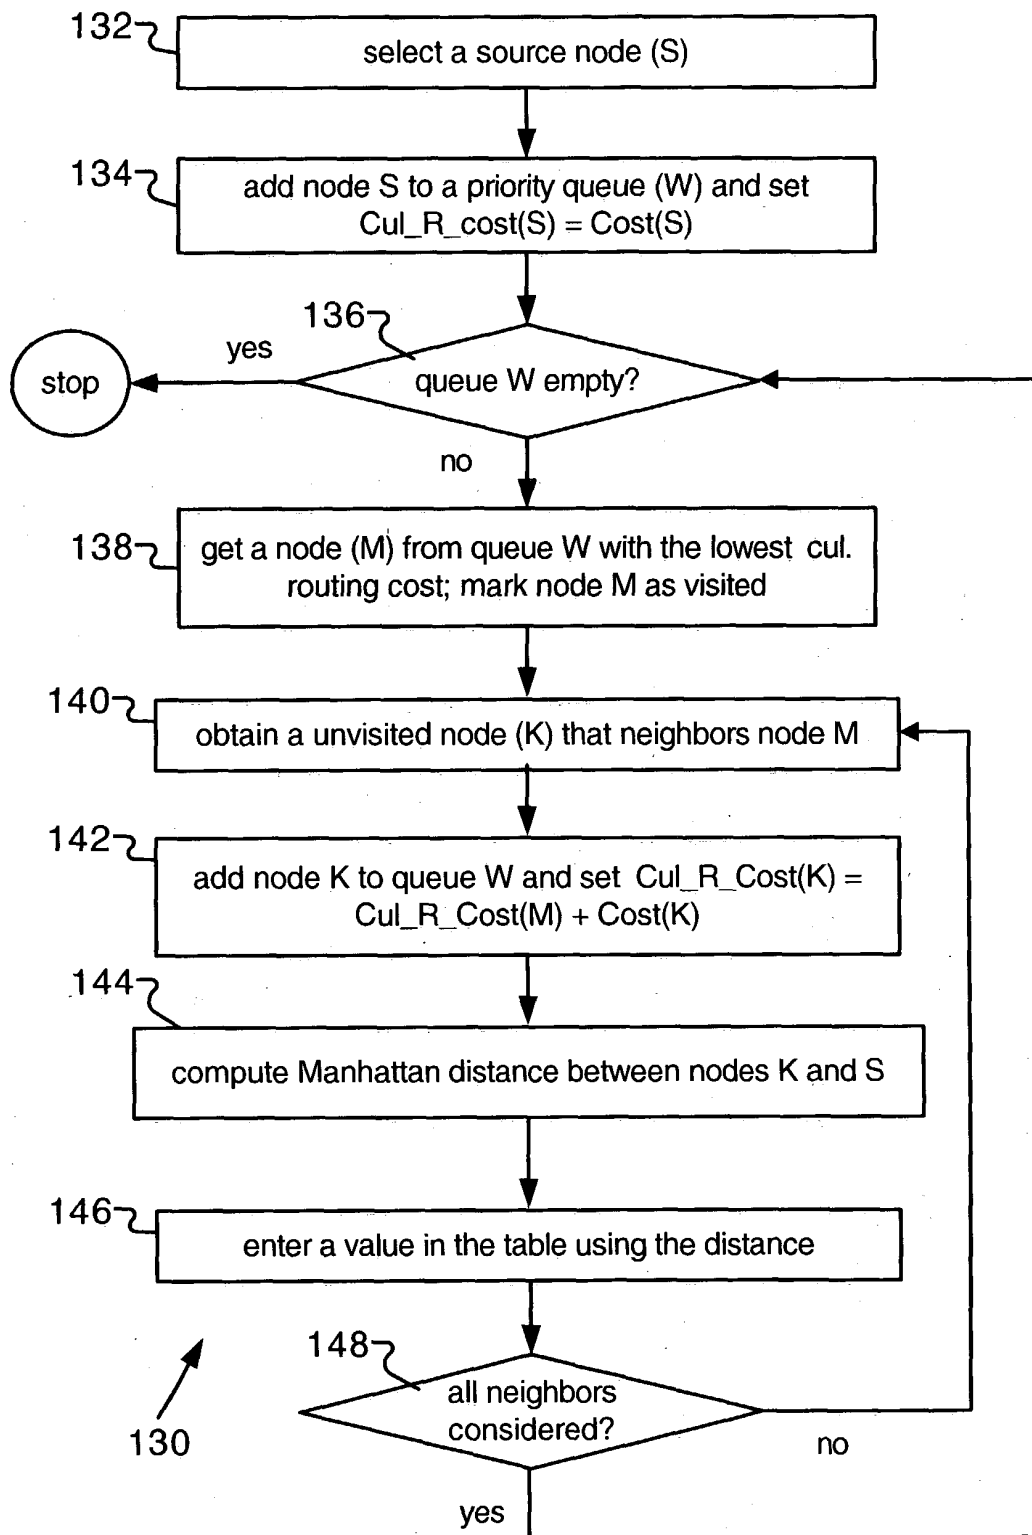 132
select a source node (S)
134
add node S to a priority queue (W) and set
Cul_R_cost(S) = Cost(S)
136
yes
stop
queue W empty?
no
138
get a node (M) from queue W with the lowest cul.
routing cost; mark node M as visited
140
obtain a unvisited node (K) that neighbors node M
142
add node K to queue W and set Cul_R_Cost(K) =
Cul_R_Cost(M) + Cost(K)
144
compute Manhattan distance between nodes K and S
146
enter a value in the table using the distance
148
all neighbors
considered?
130
no
yes